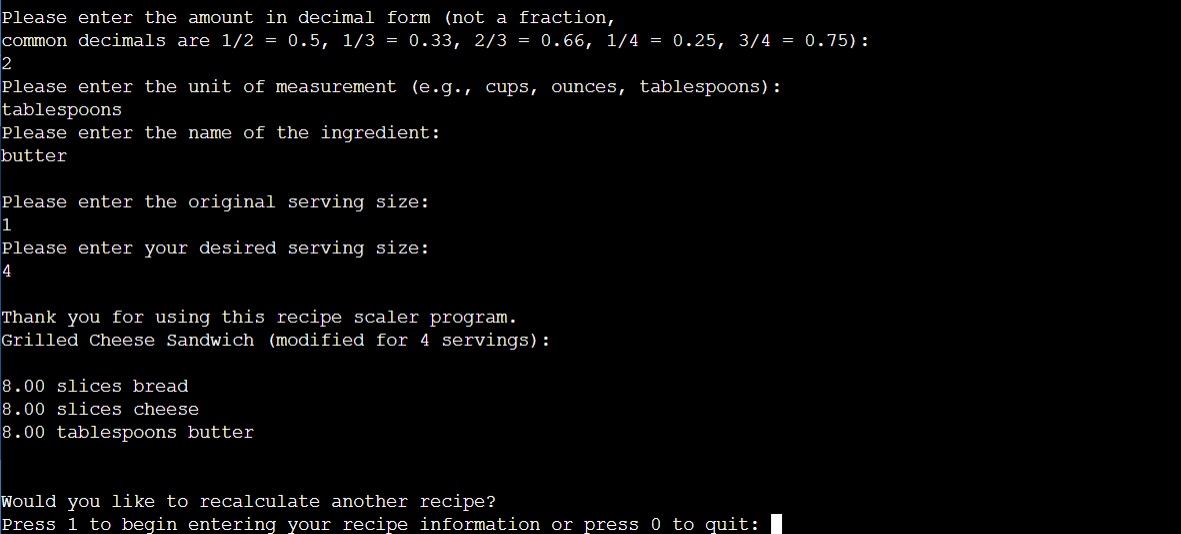 Please enter the amount in decimal form (not a fraction,
common decimals are 1/2 = 0.5, 1/3 = 0.33, 2/3 = 0.66, 1/4 = 0.25, 3/4 = 0.75):
2
Please enter the unit of measurement (e.g., cups, ounces, tablespoons):
tablespoons
Please enter the name of the ingredient:
butter
Please enter the original serving size:
1
Please enter your desired serving size:
4
Thank you for using this recipe scaler program.
Grilled Cheese Sandwich (modified for 4 servings):
8.00 slices bread
8.00 slices cheese
8.00 tablespoons butter
Would you like to recalculate another recipe?
Press 1 to begin entering your recipe information or press 0 to quit: